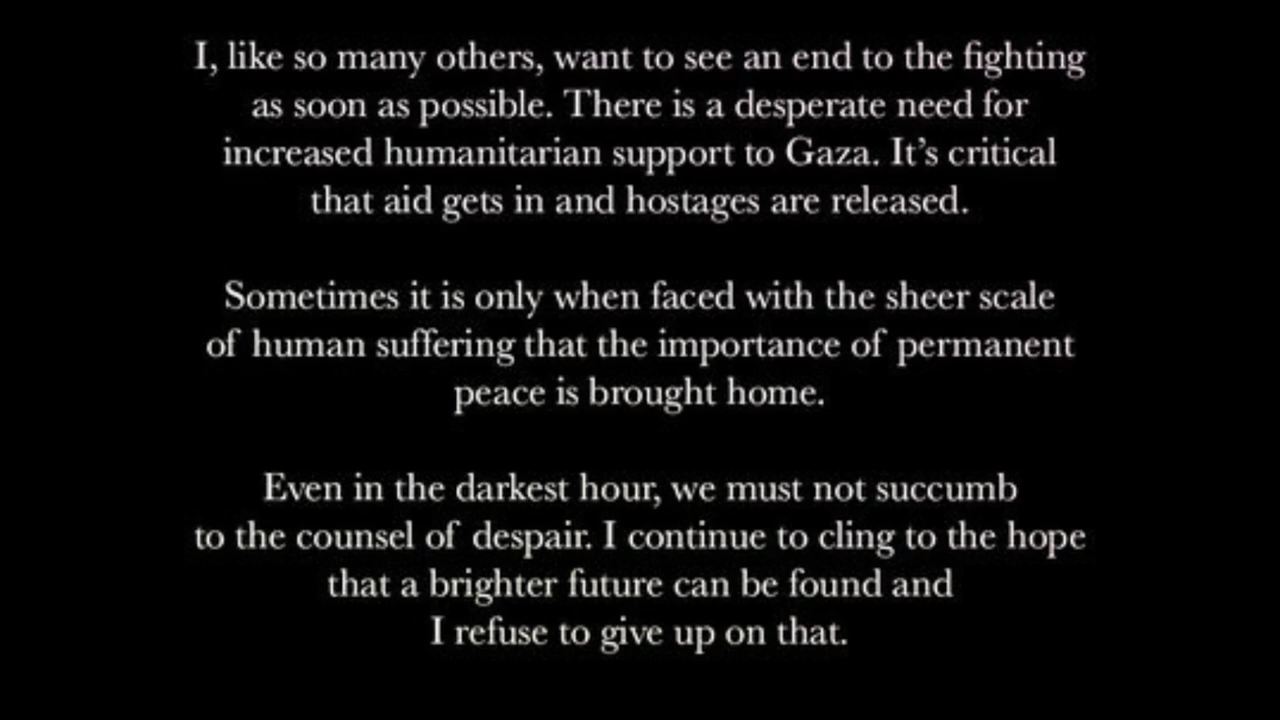 I, like so many others, want to see an end to the fighting
as soon as possible. There is a desperate need for
increased humanitarian support to Gaza. It’s critical
that aid gets in and hostages are released.
Sometimes it is only when faced with the sheer scale
of human suffering that the importance of permanent
peace is brought home.
Even in the darkest hour, we must not succumb
to the counsel of despair. I continue to cling to the hope
that a brighter future can be found and
I refuse to give up on that.